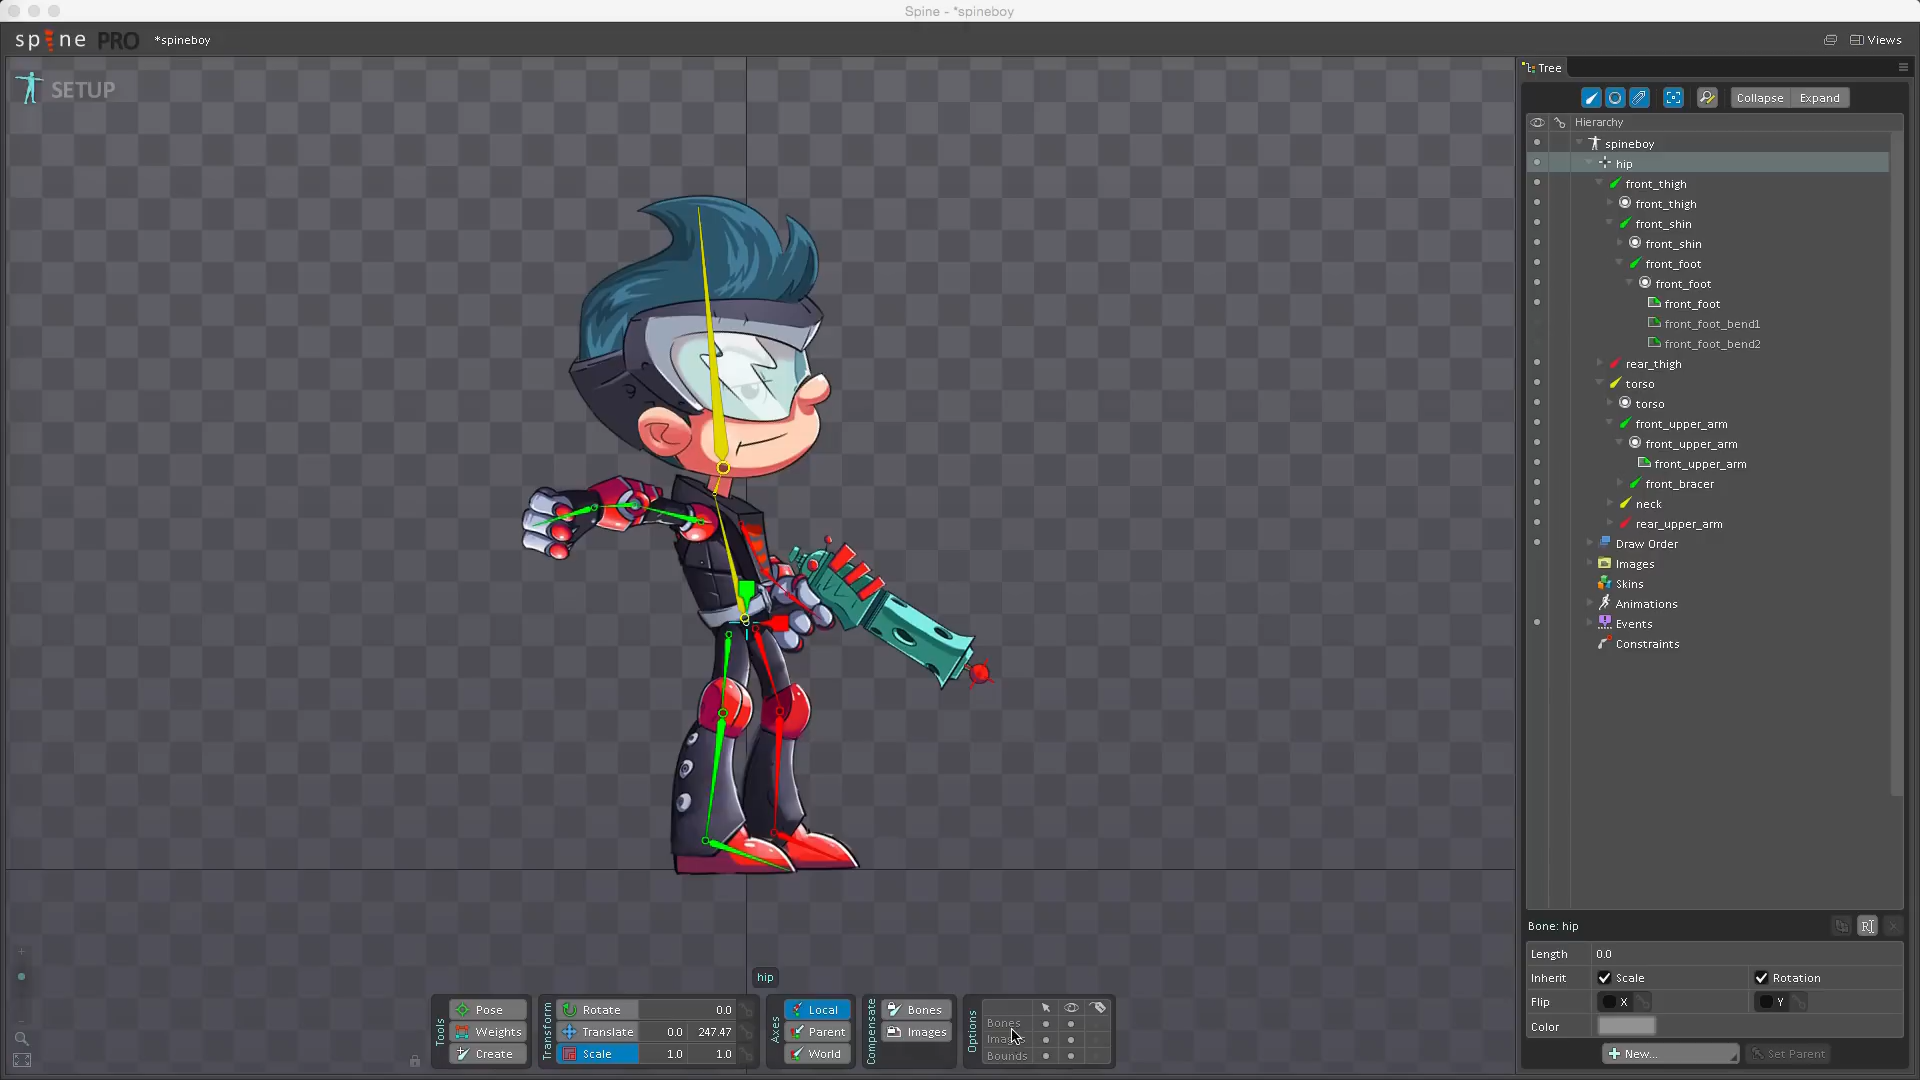 Spine - *spineboy
spine PRO
*spineboy
Views
SETUP
Tree
Collapse
Expand
Hierarchy
spineboy
hip
front_thigh
front_thigh
front_shin
front_shin
front_foot
front_foot
front_foot
front_foot_bend1
front_foot_bend2
rear_thigh
torso
torso
front_upper_arm
front_upper_arm
front_upper_arm
front_bracer
neck
rear_upper_arm
Draw Order
Images
Skins
Animations
Events
Constraints
Bone: hip
Length 0.0
Inherit Scale Rotation
Flip X Y
Color
New...
Set Parent
hip
Tools
Pose
Weights
Create
Transform
Rotate 0.0
Translate 0.0 247.47
Scale 1.0 1.0
Axes
Local
Parent
World
Compensate
Bones
Images
Options
Bones
Images
Bounds